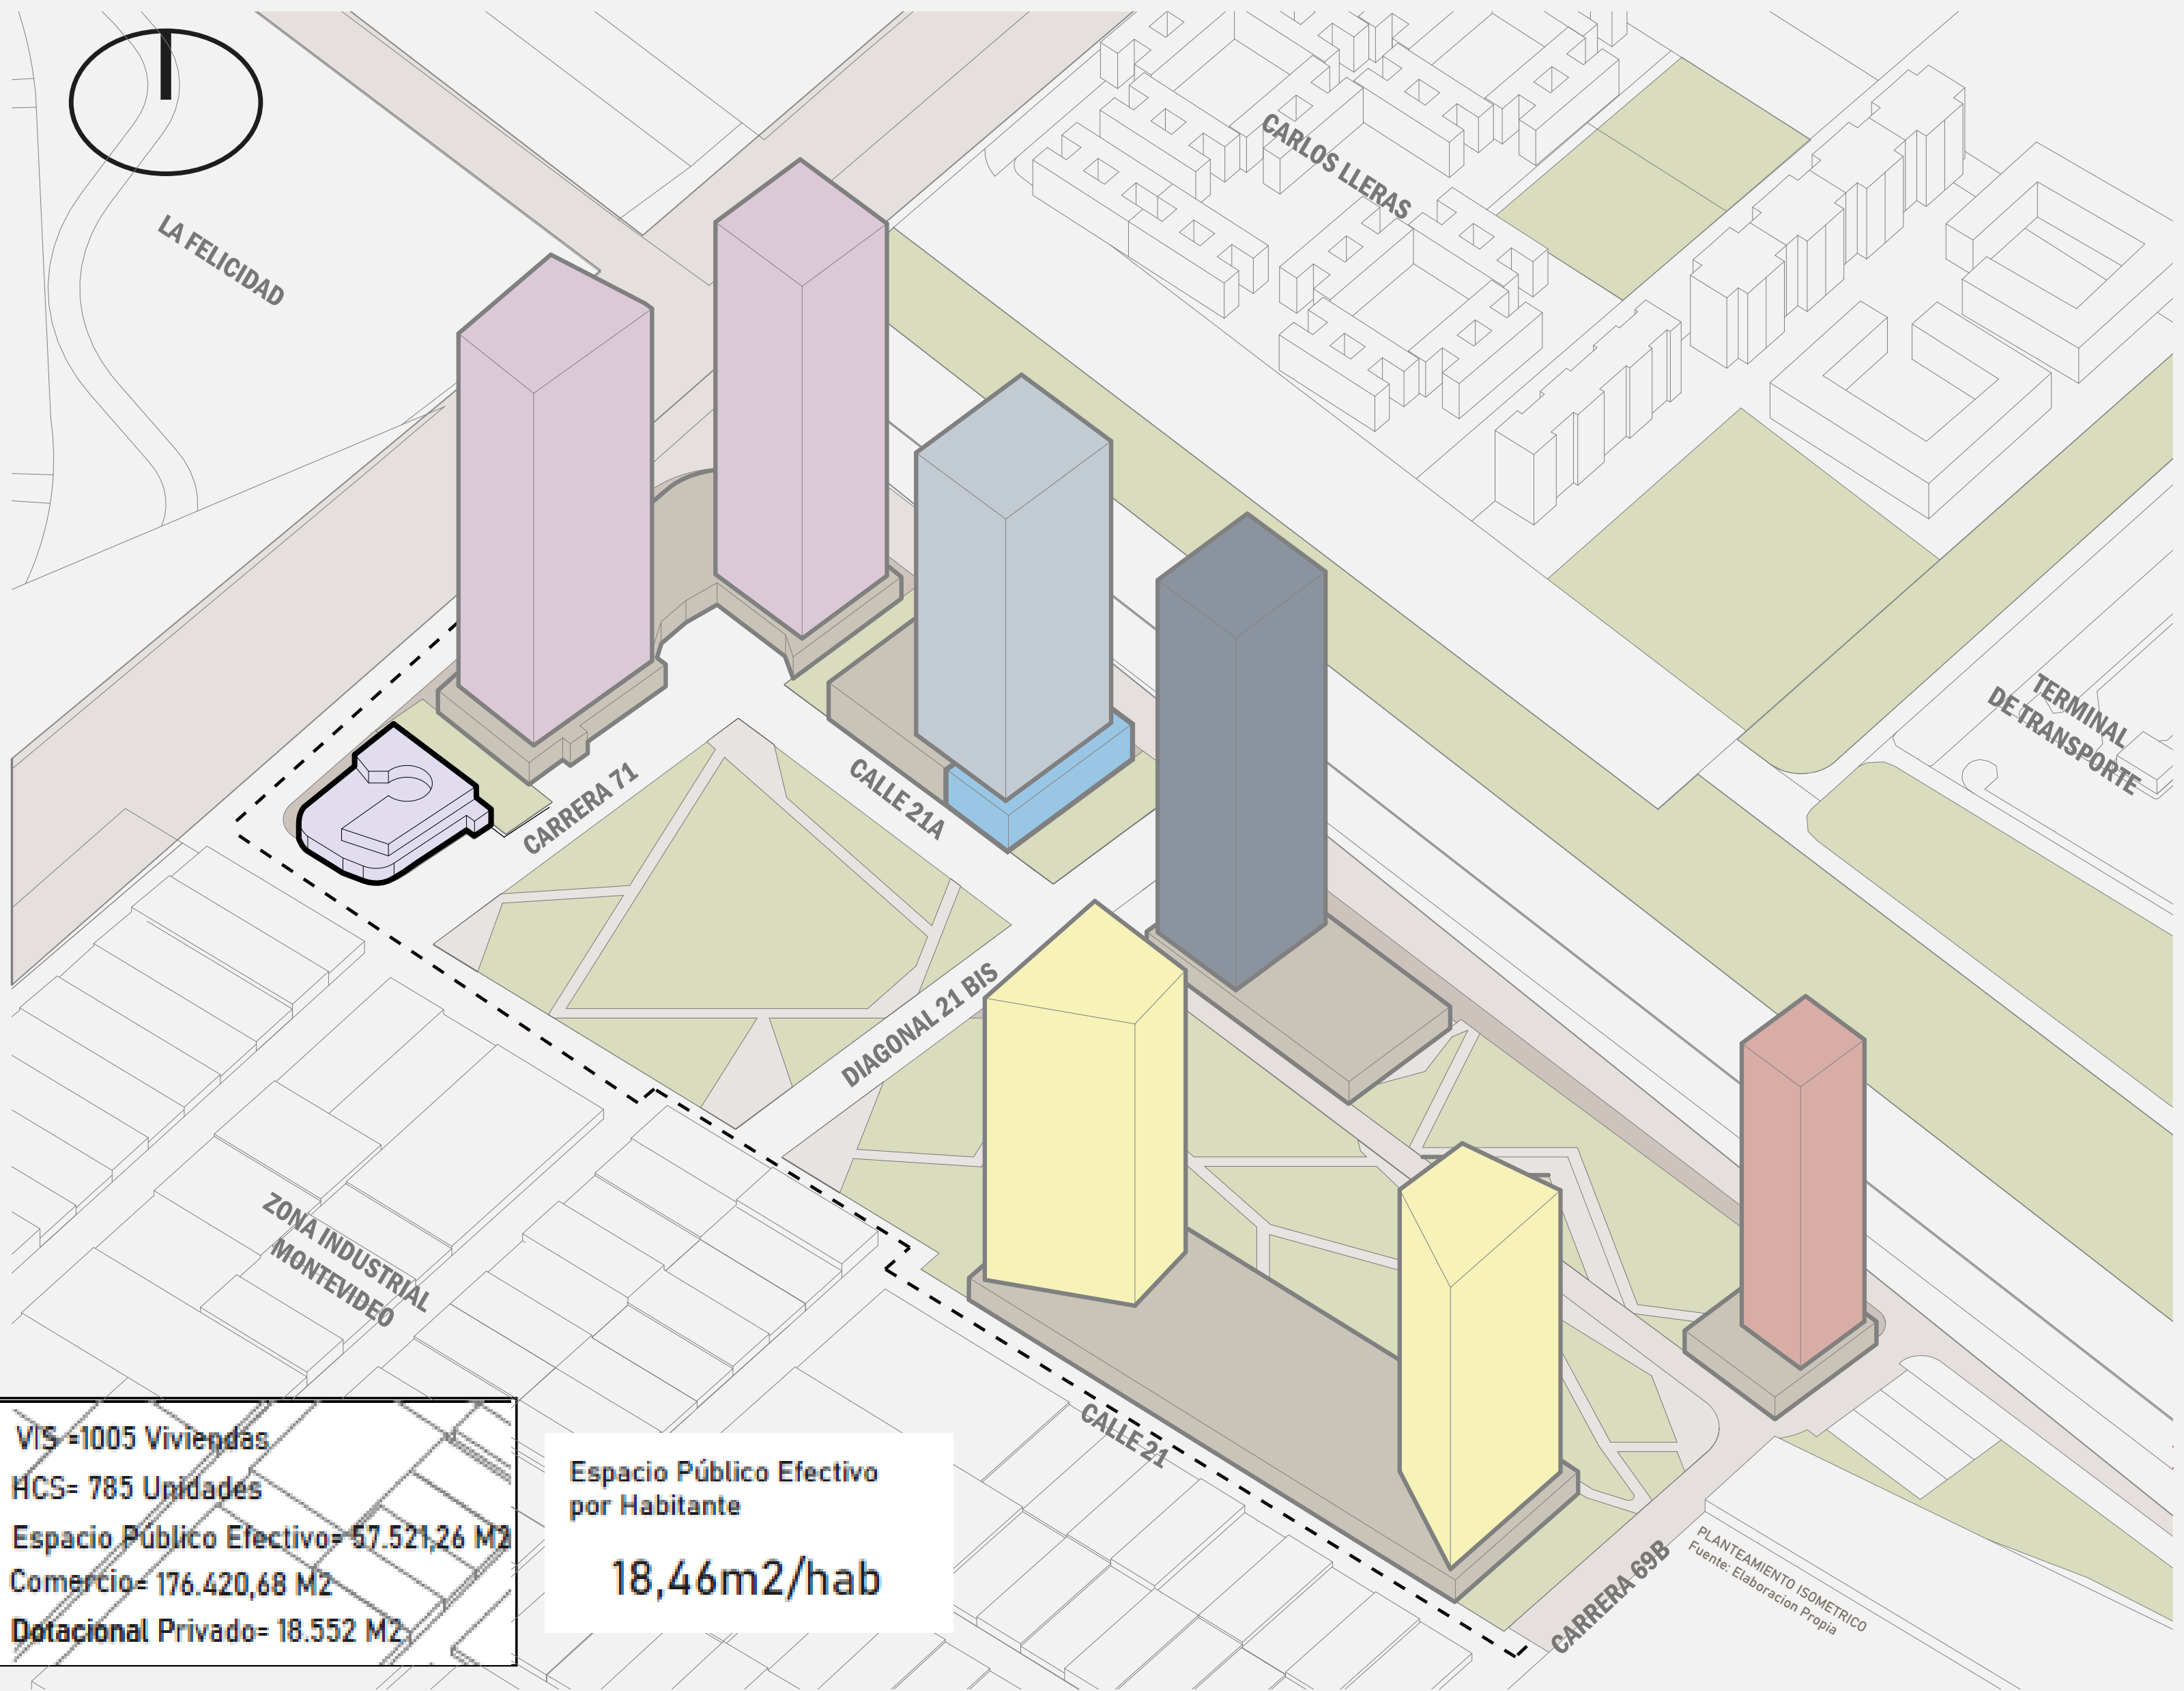 LA FELICIDAD
CARLOS LLERAS
TERMINAL
DE TRANSPORTE
CARRERA 71
CALLE 21A
DIAGONAL 21 BIS
ZONA INDUSTRIAL
MONTEVIDEO
CALLE 21
CARRERA 69B
PLANTEAMIENTO ISOMETRICO
Fuente: Elaboracion Propia
VIS =1005 Viviendas
HCS= 785 Unidades
Espacio Público Efectivo= 57.521,26 M2
Comercio= 176.420,68 M2
Dotacional Privado= 18.552 M2
Espacio Público Efectivo
por Habitante
18,46m2/hab